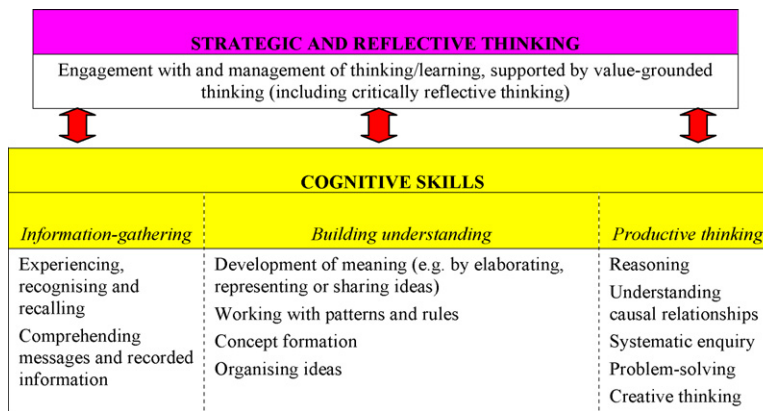 STRATEGIC AND REFLECTIVE THINKING
Engagement with and management of thinking/learning, supported by value-grounded
thinking (including critically reflective thinking)
COGNITIVE SKILLS
Information-gathering
Experiencing,
recognising and
recalling
Comprehending
messages and recorded
information
Building understanding
Development of meaning (e.g. by elaborating,
representing or sharing ideas)
Working with patterns and rules
Concept formation
Organising ideas
Productive thinking
Reasoning
Understanding
causal relationships
Systematic enquiry
Problem-solving
Creative thinking